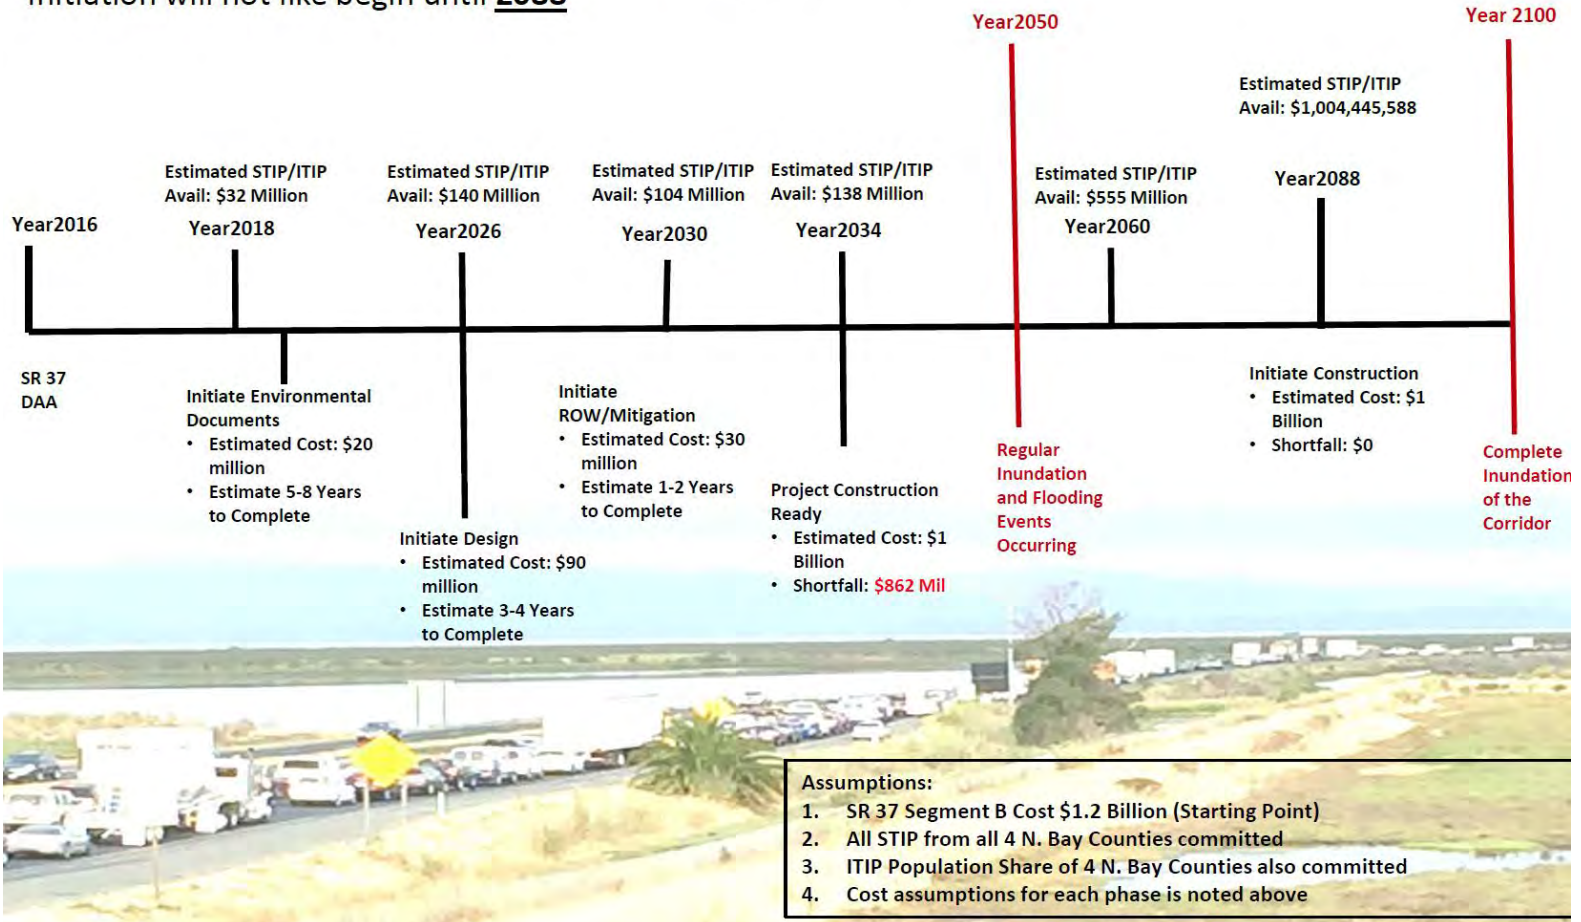 Initiation will not like begin until 2088
Year2050
Year 2100
Estimated STIP/ITIP
Avail: $1,004,445,588
Year2088
Estimated STIP/ITIP
Avail: $32 Million
Year2018
Estimated STIP/ITIP
Avail: $140 Million
Year2026
Estimated STIP/ITIP
Avail: $104 Million
Year2030
Estimated STIP/ITIP
Avail: $138 Million
Year2034
Estimated STIP/ITIP
Avail: $555 Million
Year2060
Year2016
SR 37
DAA
Initiate Environmental
Documents
• Estimated Cost: $20
million
• Estimate 5-8 Years
to Complete
Initiate Design
• Estimated Cost: $90
million
• Estimate 3-4 Years
to Complete
Initiate
ROW/Mitigation
• Estimated Cost: $30
million
• Estimate 1-2 Years
to Complete
Project Construction
Ready
• Estimated Cost: $1
Billion
• Shortfall: $862 Mil
Regular
Inundation
and Flooding
Events
Occurring
Initiate Construction
• Estimated Cost: $1
Billion
• Shortfall: $0
Complete
Inundation
of the
Corridor
Assumptions:
1. SR 37 Segment B Cost $1.2 Billion (Starting Point)
2. All STIP from all 4 N. Bay Counties committed
3. ITIP Population Share of 4 N. Bay Counties also committed
4. Cost assumptions for each phase is noted above